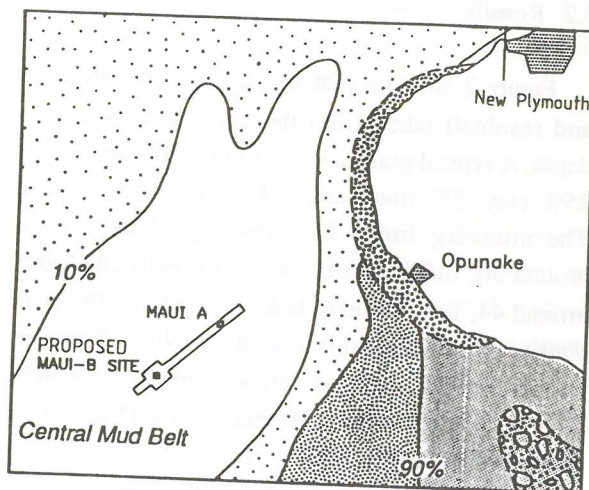 New Plymouth
Opunake
10%
MAUI A
PROPOSED
MAUI-B SITE
Central Mud Belt
90%